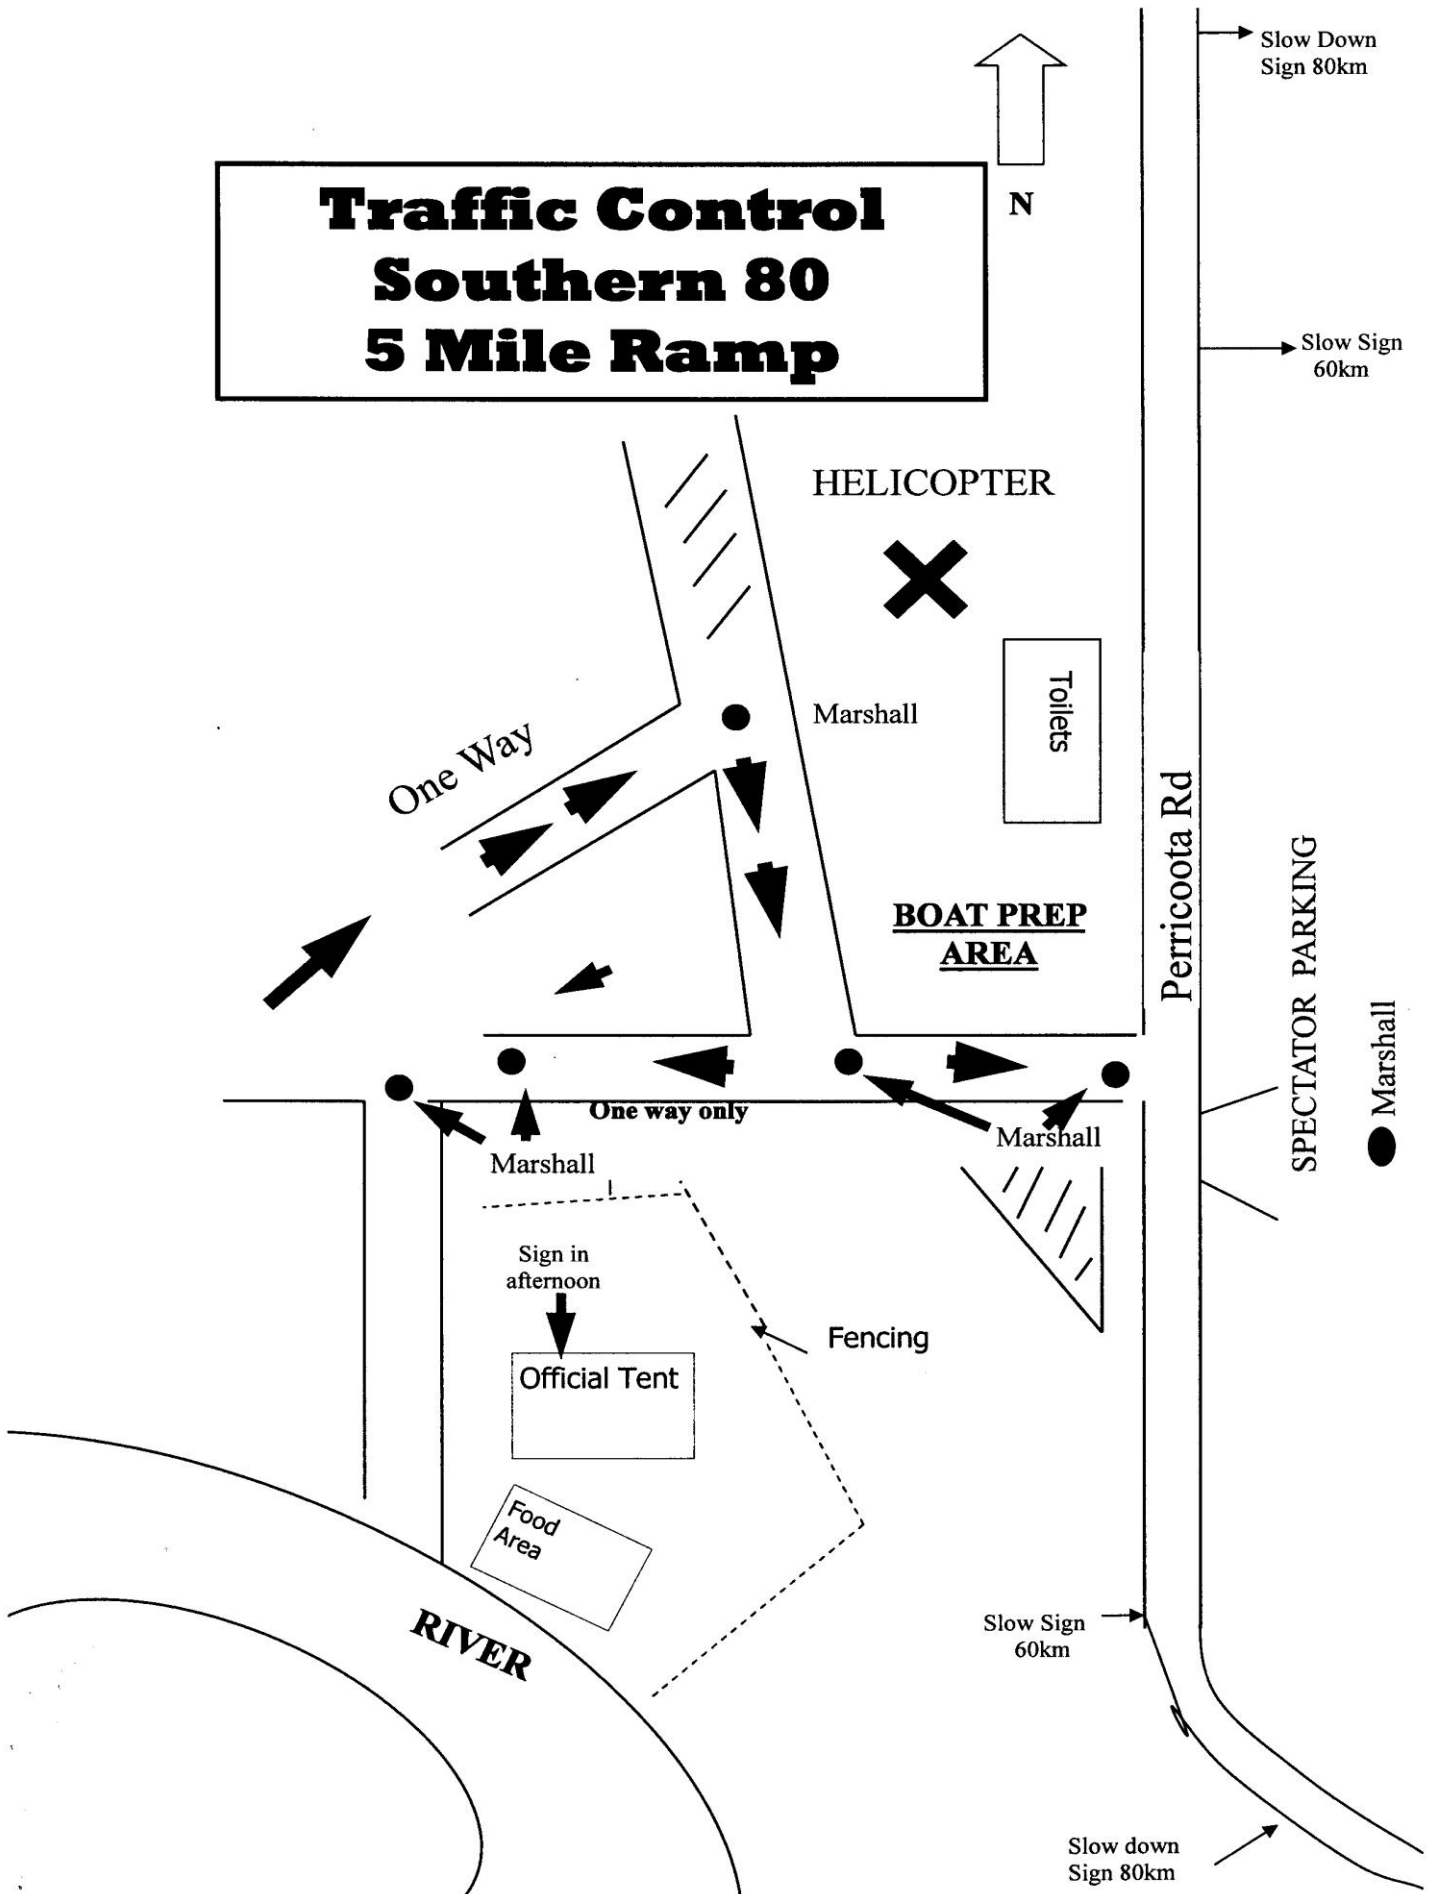 Slow Down
Sign 80km
Traffic Control
Southern 80
5 Mile Ramp
N
Slow Sign
60km
HELICOPTER
Toilets
Marshall
One Way
Perricoota Rd
BOAT PREP
AREA
SPECTATOR PARKING
Marshall
One way only
Marshall
Marshall
Sign in
afternoon
Fencing
Official Tent
Food
Area
RIVER
Slow Sign
60km
Slow down
Sign 80km